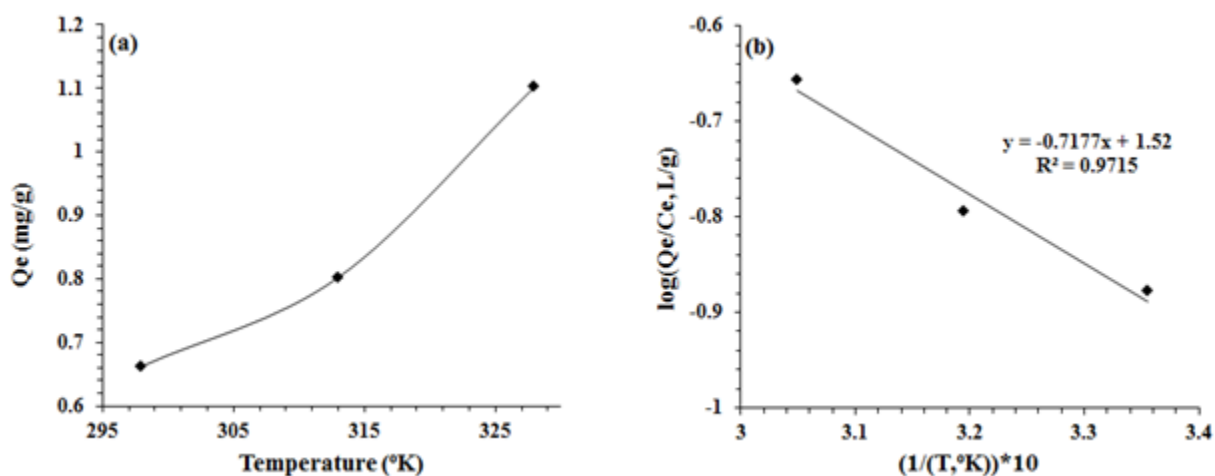 (a)
Qe (mg/g)
1.2
1.1
1
0.9
0.8
0.7
0.6
295
305
315
325
Temperature (°K)
(b)
log(Qe/Ce, L/g)
-0.6
-0.7
-0.8
-0.9
-1
y = -0.7177x + 1.52
R² = 0.9715
3
3.1
3.2
3.3
3.4
(1/(T,°K))*10